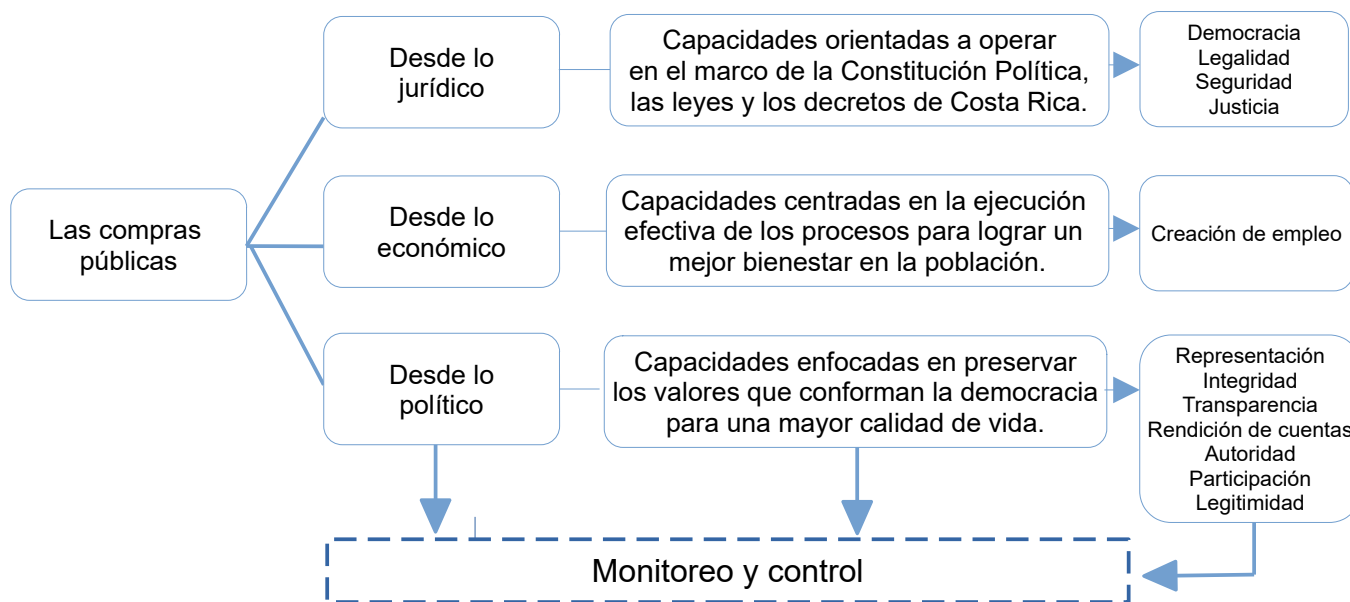 Las compras
públicas
Desde lo
jurídico
Capacidades orientadas a operar
en el marco de la Constitución Política,
las leyes y los decretos de Costa Rica.
Democracia
Legalidad
Seguridad
Justicia
Desde lo
económico
Capacidades centradas en la ejecución
efectiva de los procesos para lograr un
mejor bienestar en la población.
Creación de empleo
Desde lo
político
Capacidades enfocadas en preservar
los valores que conforman la democracia
para una mayor calidad de vida.
Representación
Integridad
Transparencia
Rendición de cuentas
Autoridad
Participación
Legitimidad
Monitoreo y control